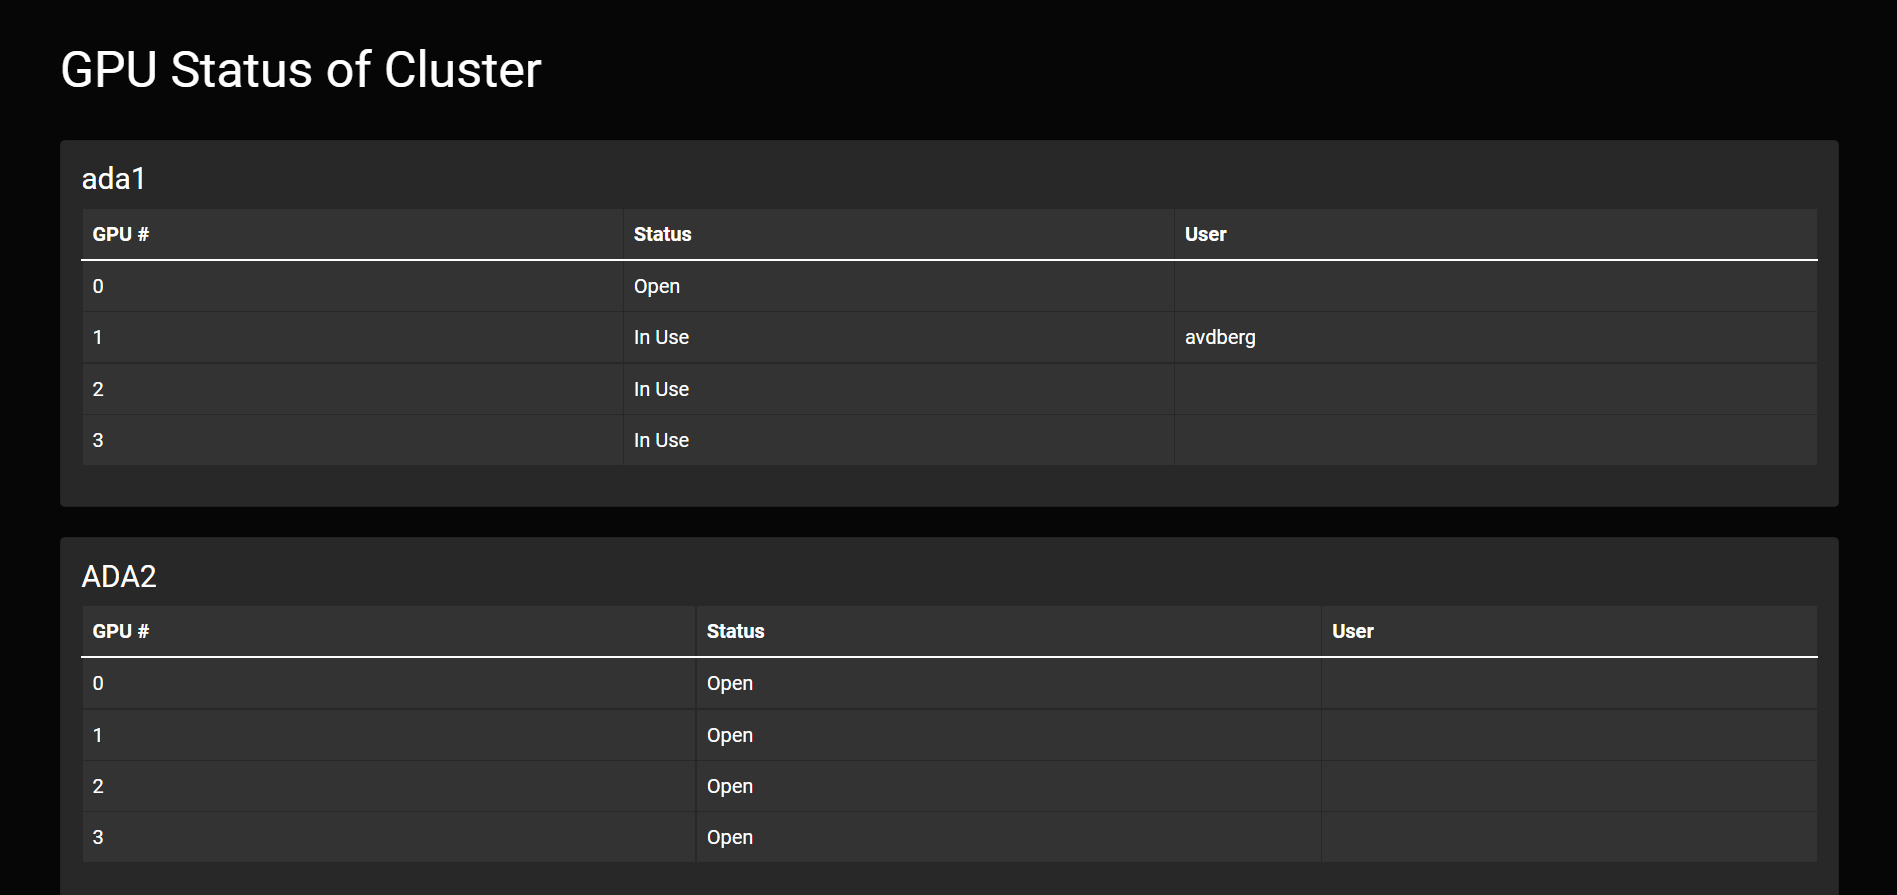 GPU Status of Cluster
ada1
GPU # Status User
0 Open
1 In Use avdberg
2 In Use
3 In Use
ADA2
GPU # Status User
0 Open
1 Open
2 Open
3 Open